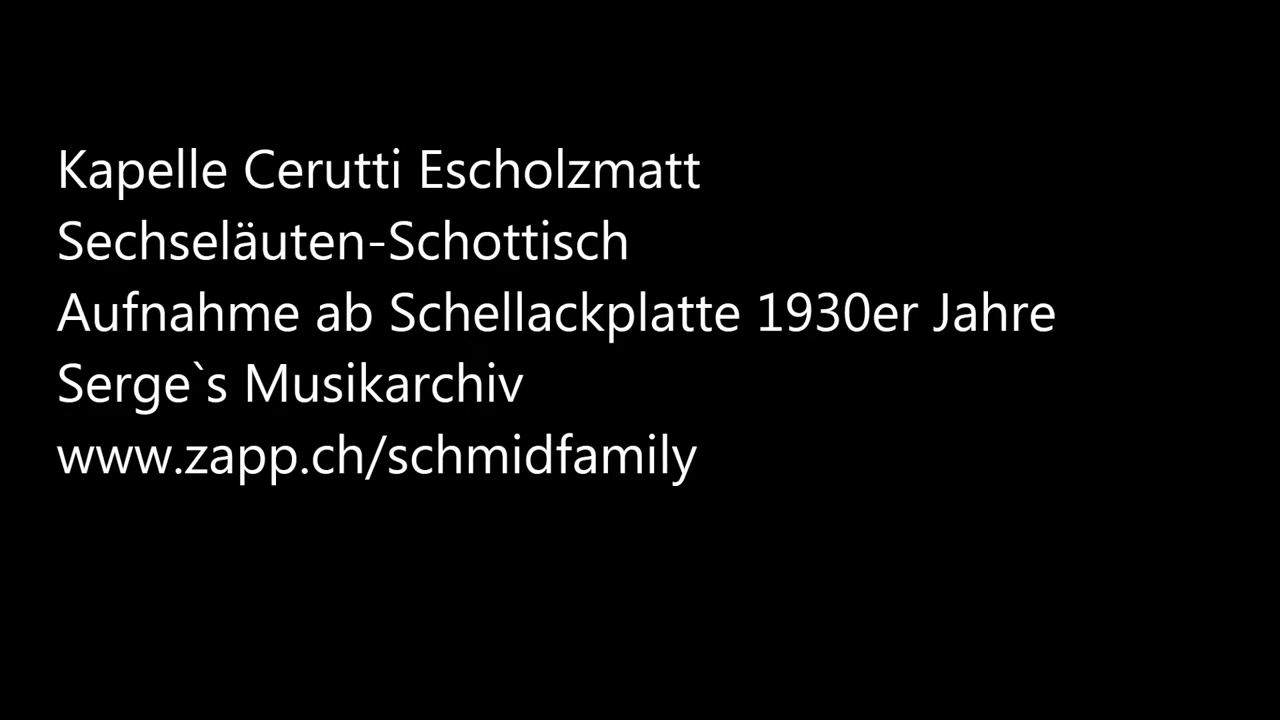 Kapelle Cerutti Escholzmatt
Sechseläuten-Schottisch
Aufnahme ab Schellackplatte 1930er Jahre
Serge`s Musikarchiv
www.zapp.ch/schmidfamily